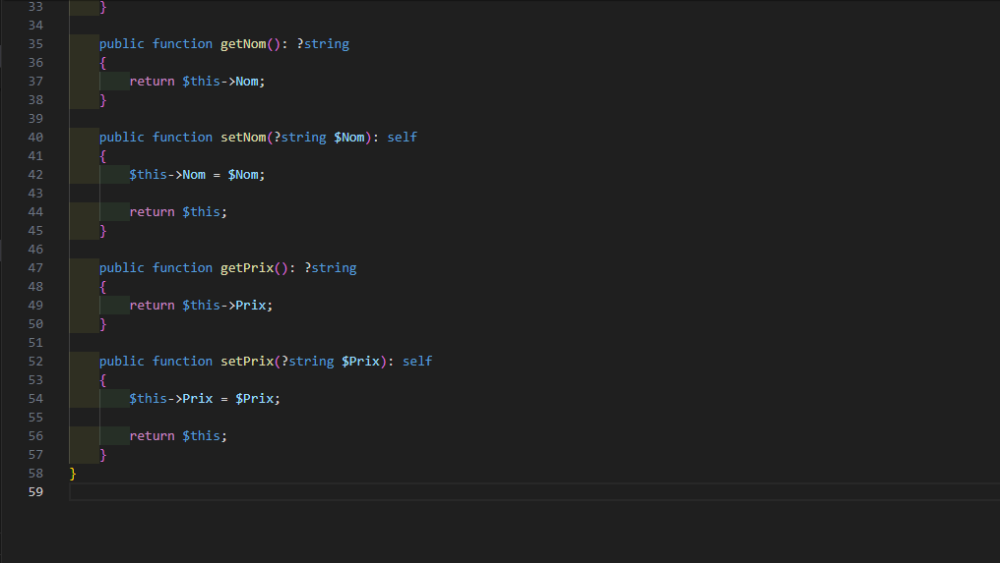 33     }
34
35     public function getNom(): ?string
36     {
37         return $this->Nom;
38     }
39
40     public function setNom(?string $Nom): self
41     {
42         $this->Nom = $Nom;
43
44         return $this;
45     }
46
47     public function getPrix(): ?string
48     {
49         return $this->Prix;
50     }
51
52     public function setPrix(?string $Prix): self
53     {
54         $this->Prix = $Prix;
55
56         return $this;
57     }
58 }
59